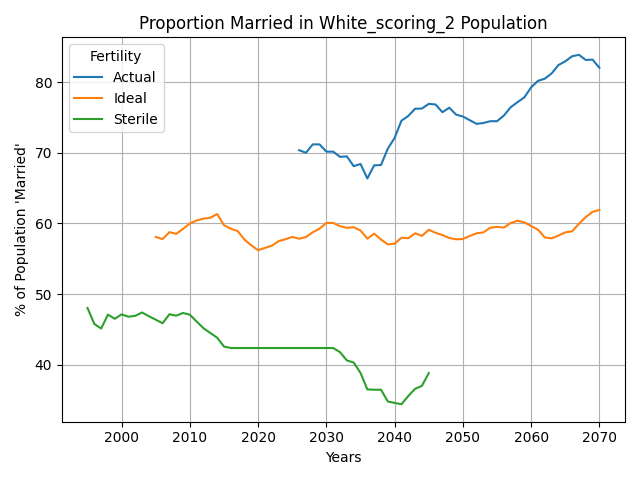 Proportion Married in White_scoring_2 Population
Fertility
Actual
Ideal
Sterile
% of Population 'Married'
80
70
60
50
40
2000 2010 2020 2030 2040 2050 2060 2070
Years